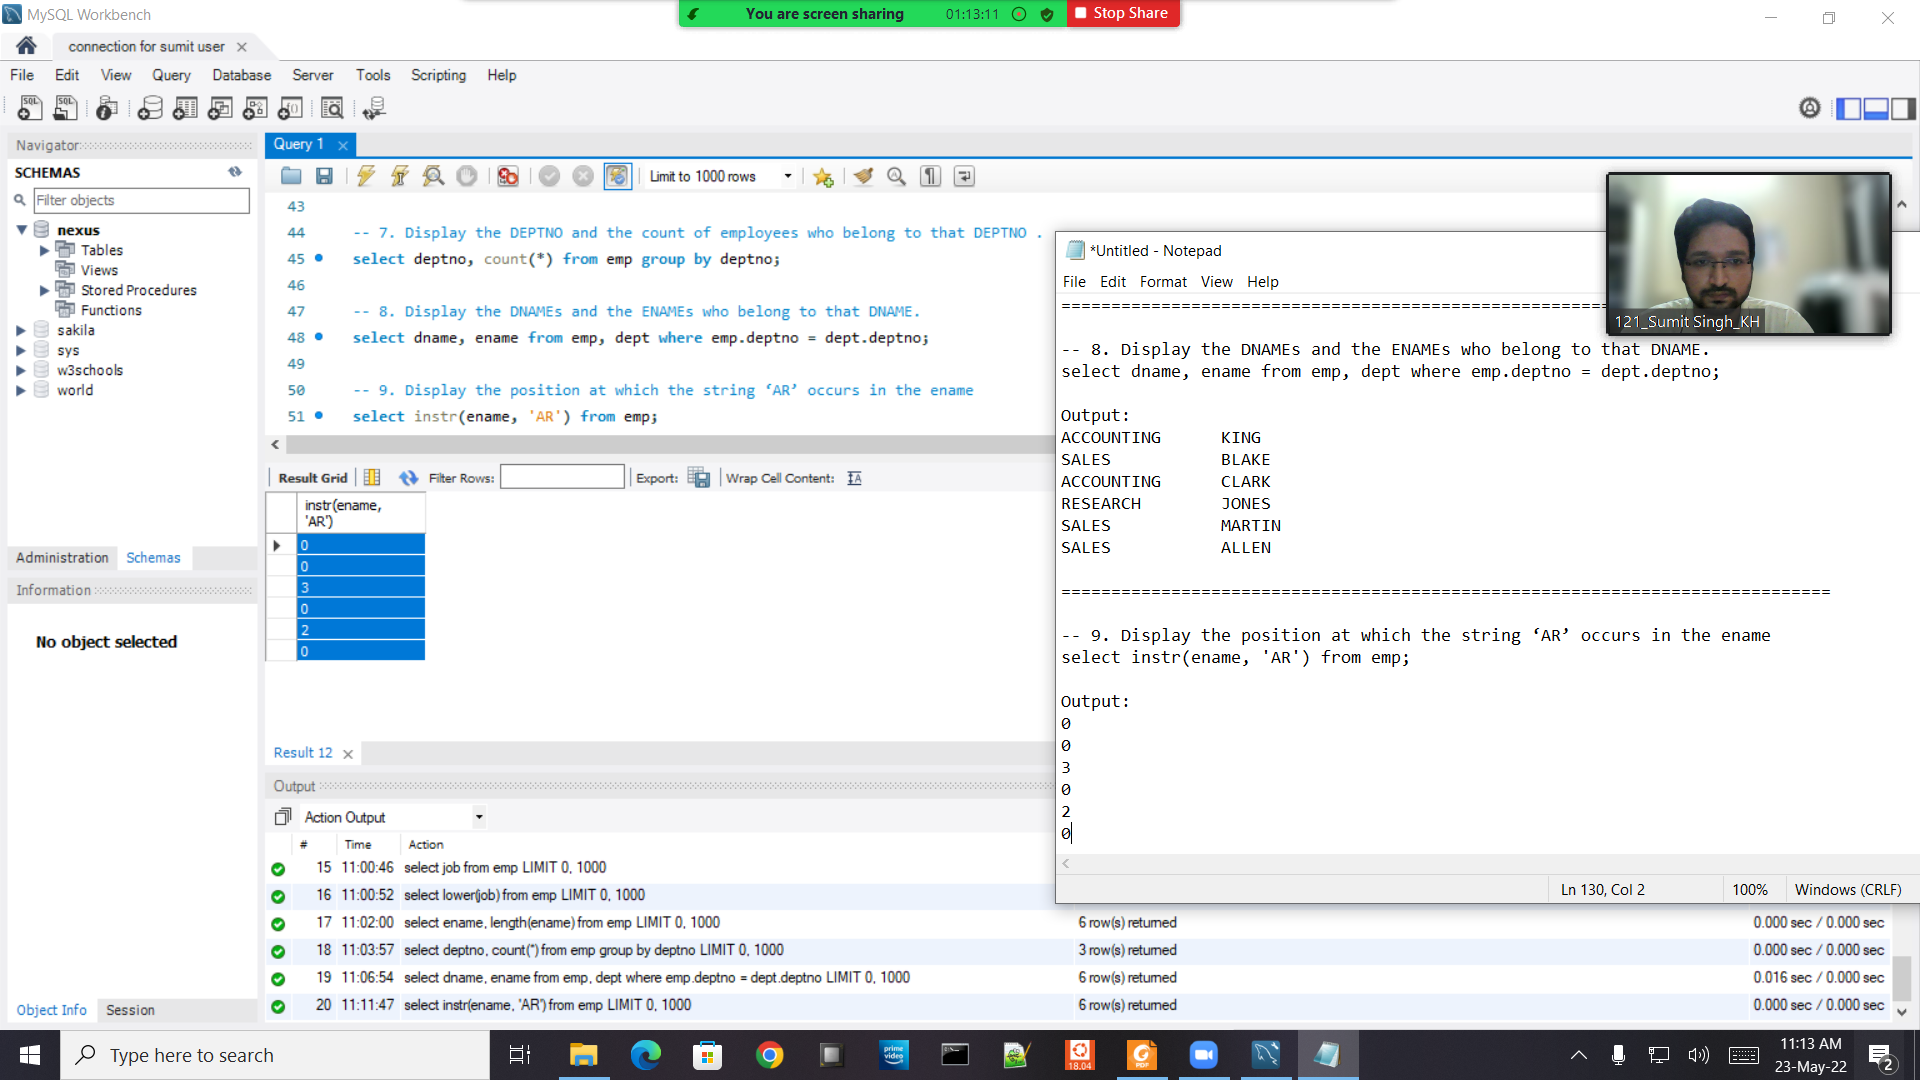 MySQL Workbench
You are screen sharing 01:13:11 Stop Share
connection for sumit user
File Edit View Query Database Server Tools Scripting Help
Navigator
SCHEMAS
Filter objects
nexus
Tables
Views
Stored Procedures
Functions
sakila
sys
w3schools
world
Administration Schemas
Information
No object selected
Object Info Session
Query 1
Limit to 1000 rows
43
44 -- 7. Display the DEPTNO and the count of employees who belong to that DEPTNO .
45 select deptno, count(*) from emp group by deptno;
46
47 -- 8. Display the DNAMEs and the ENAMEs who belong to that DNAME.
48 select dname, ename from emp, dept where emp.deptno = dept.deptno;
49
50 -- 9. Display the position at which the string ‘AR’ occurs in the ename
51 select instr(ename, 'AR') from emp;
Result Grid Filter Rows: Export: Wrap Cell Content:
instr(ename,
'AR')
0
0
3
0
2
0
Result 12
Output
Action Output
# Time Action
15 11:00:46 select job from emp LIMIT 0, 1000
16 11:00:52 select lower(job) from emp LIMIT 0, 1000
17 11:02:00 select ename, length(ename) from emp LIMIT 0, 1000 6 row(s) returned 0.000 sec / 0.000 sec
18 11:03:57 select deptno, count(*) from emp group by deptno LIMIT 0, 1000 3 row(s) returned 0.000 sec / 0.000 sec
19 11:06:54 select dname, ename from emp, dept where emp.deptno = dept.deptno LIMIT 0, 1000 6 row(s) returned 0.016 sec / 0.000 sec
20 11:11:47 select instr(ename, 'AR') from emp LIMIT 0, 1000 6 row(s) returned 0.000 sec / 0.000 sec
*Untitled - Notepad
File Edit Format View Help
121_Sumit Singh_KH
=======================================================
-- 8. Display the DNAMEs and the ENAMEs who belong to that DNAME.
select dname, ename from emp, dept where emp.deptno = dept.deptno;
Output:
ACCOUNTING KING
SALES BLAKE
ACCOUNTING CLARK
RESEARCH JONES
SALES MARTIN
SALES ALLEN
=============================================================================
-- 9. Display the position at which the string ‘AR’ occurs in the ename
select instr(ename, 'AR') from emp;
Output:
0
0
3
0
2
0
Ln 130, Col 2 100% Windows (CRLF)
Type here to search
prime video
18.04
PDF
11:13 AM
23-May-22
2